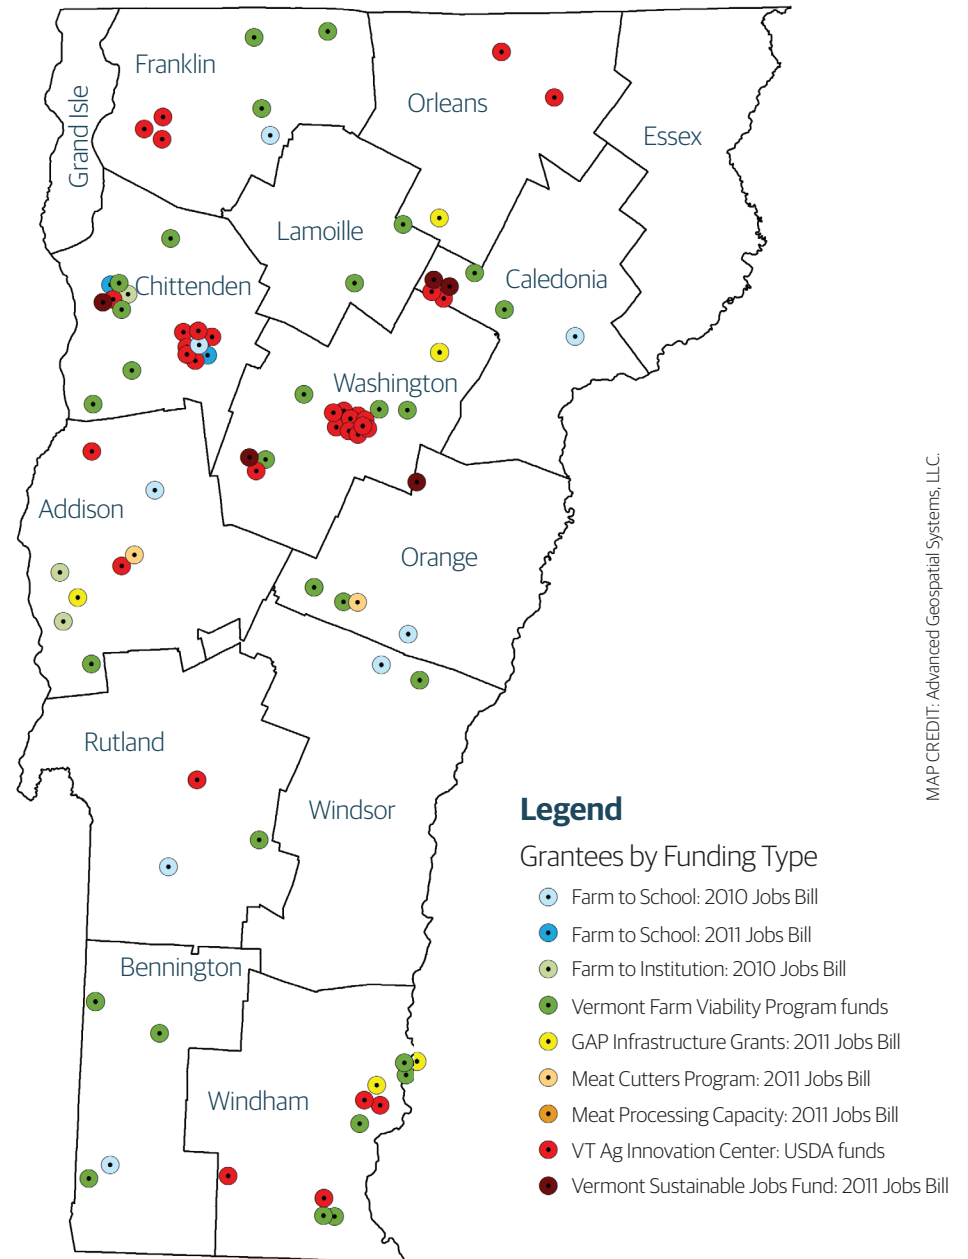 Franklin
Grand Isle
Orleans
Essex
Lamoille
Chittenden
Caledonia
Washington
Addison
Orange
Rutland
Windsor
Bennington
Windham
MAP CREDIT: Advanced Geospatial Systems, LLC.
Legend
Grantees by Funding Type
Farm to School: 2010 Jobs Bill
Farm to School: 2011 Jobs Bill
Farm to Institution: 2010 Jobs Bill
Vermont Farm Viability Program funds
GAP Infrastructure Grants: 2011 Jobs Bill
Meat Cutters Program: 2011 Jobs Bill
Meat Processing Capacity: 2011 Jobs Bill
VT Ag Innovation Center: USDA funds
Vermont Sustainable Jobs Fund: 2011 Jobs Bill